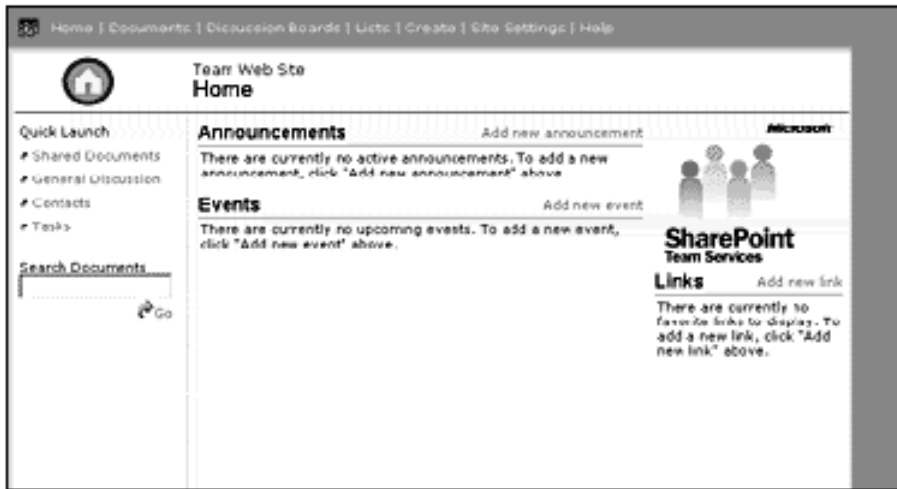 Home | Documents | Discussion Boards | Lists | Create | Site Settings | Help
Team Web Site
Home
Quick Launch
Shared Documents
General Discussion
Contacts
Tasks
Search Documents
Go
Announcements
Add new announcement
There are currently no active announcements. To add a new
announcement, click "Add new announcement" above
Events
Add new event
There are currently no upcoming events. To add a new event,
click "Add new event" above.
Microsoft
SharePoint
Team Services
Links
Add new link
There are currently no
favorite links to display. To
add a new link, click "Add
new link" above.